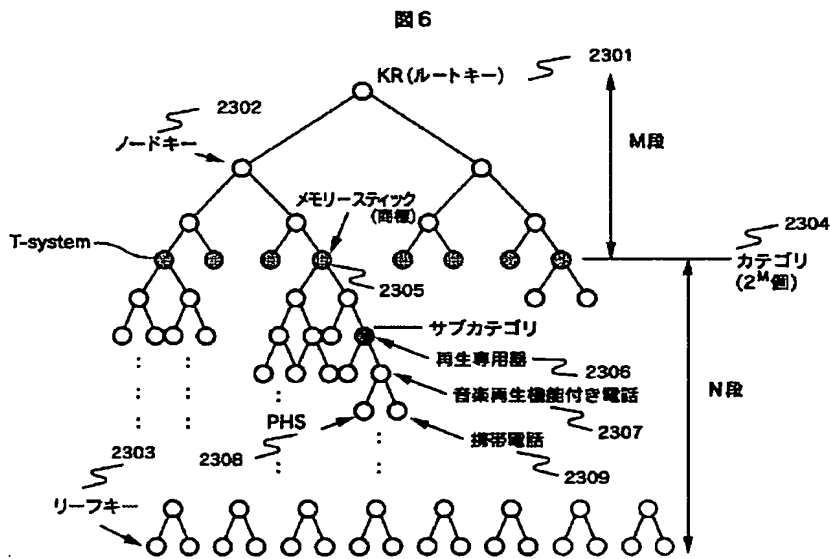 図6
KR(ルートキー)
2301
2302
ノードキー
M段
メモリースティック
(商標)
T-system
2304
カテゴリ
(2^M個)
2305
サブカテゴリ
再生専用器
2306
N段
音楽再生機能付き電話
2307
PHS
2308
携帯電話
2309
2303
リーフキー